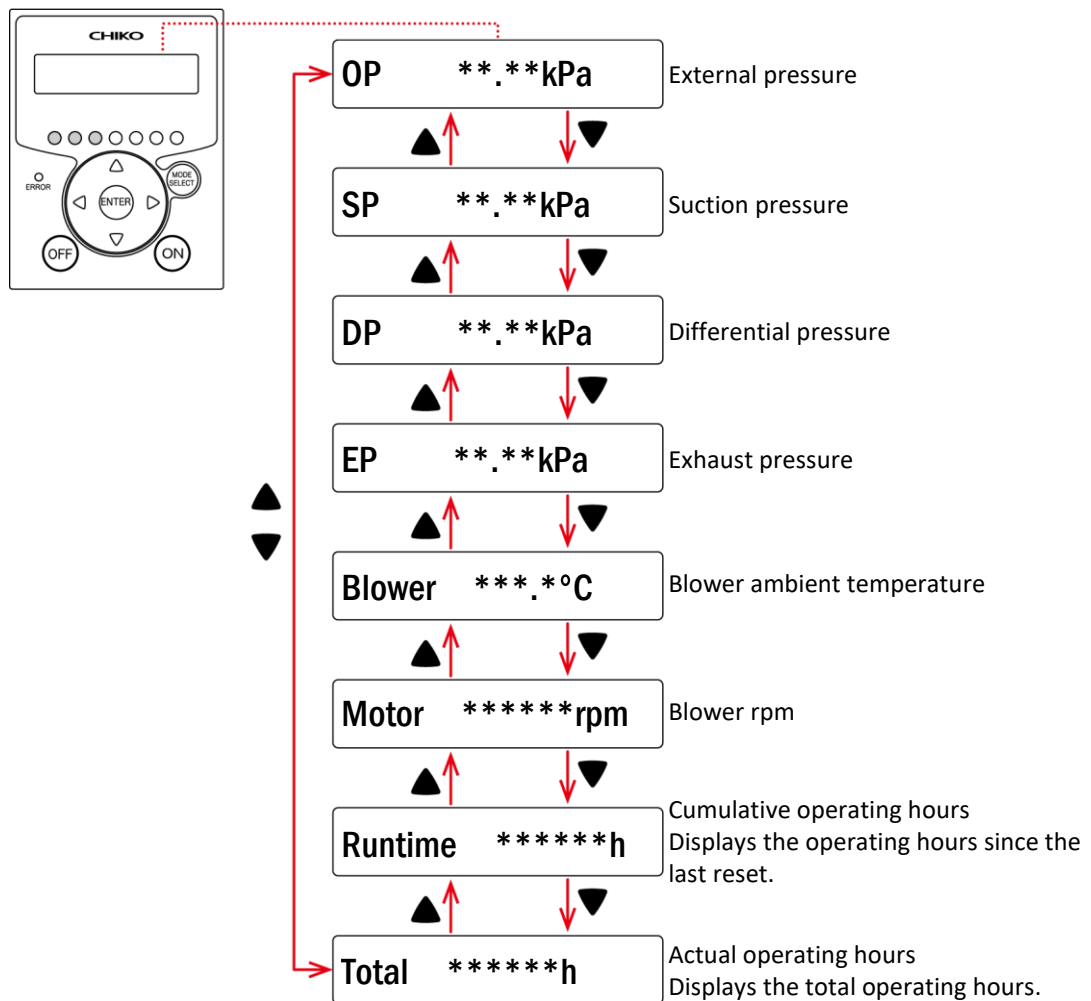 CHIKO
ERROR
MODE
SELECT
ENTER
OFF
ON
OP **.**kPa
External pressure
SP **.**kPa
Suction pressure
DP **.**kPa
Differential pressure
EP **.**kPa
Exhaust pressure
Blower ***.*°C
Blower ambient temperature
Motor ******rpm
Blower rpm
Runtime ******h
Cumulative operating hours
Displays the operating hours since the
last reset.
Total ******h
Actual operating hours
Displays the total operating hours.